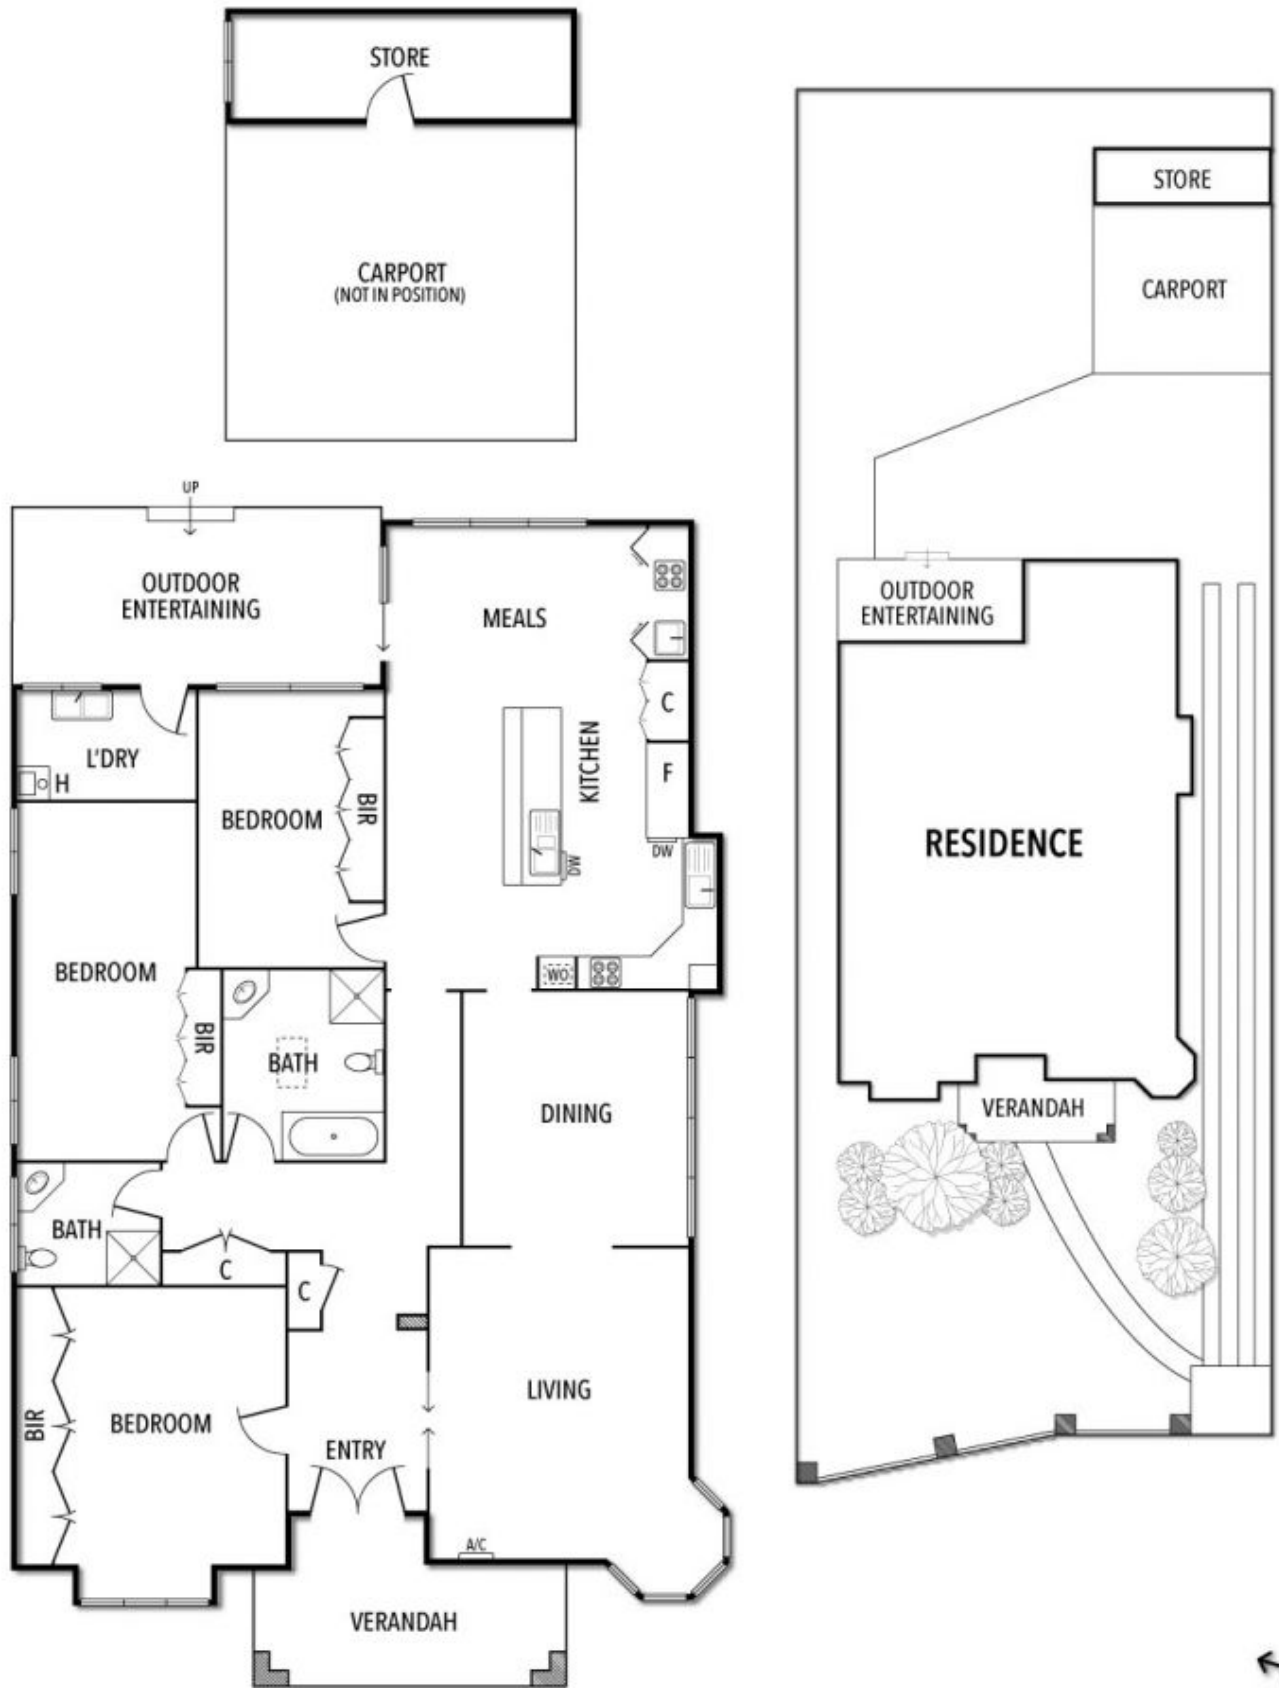 STORE
CARPORT
(NOT IN POSITION)
UP
OUTDOOR
ENTERTAINING
MEALS
C
KITCHEN
F
L'DRY
H
BEDROOM
BIR
DW
DW
BEDROOM
BIR
WO
BATH
DINING
BATH
C
C
LIVING
BIR
BEDROOM
ENTRY
A/C
VERANDAH
STORE
CARPORT
OUTDOOR
ENTERTAINING
RESIDENCE
VERANDAH